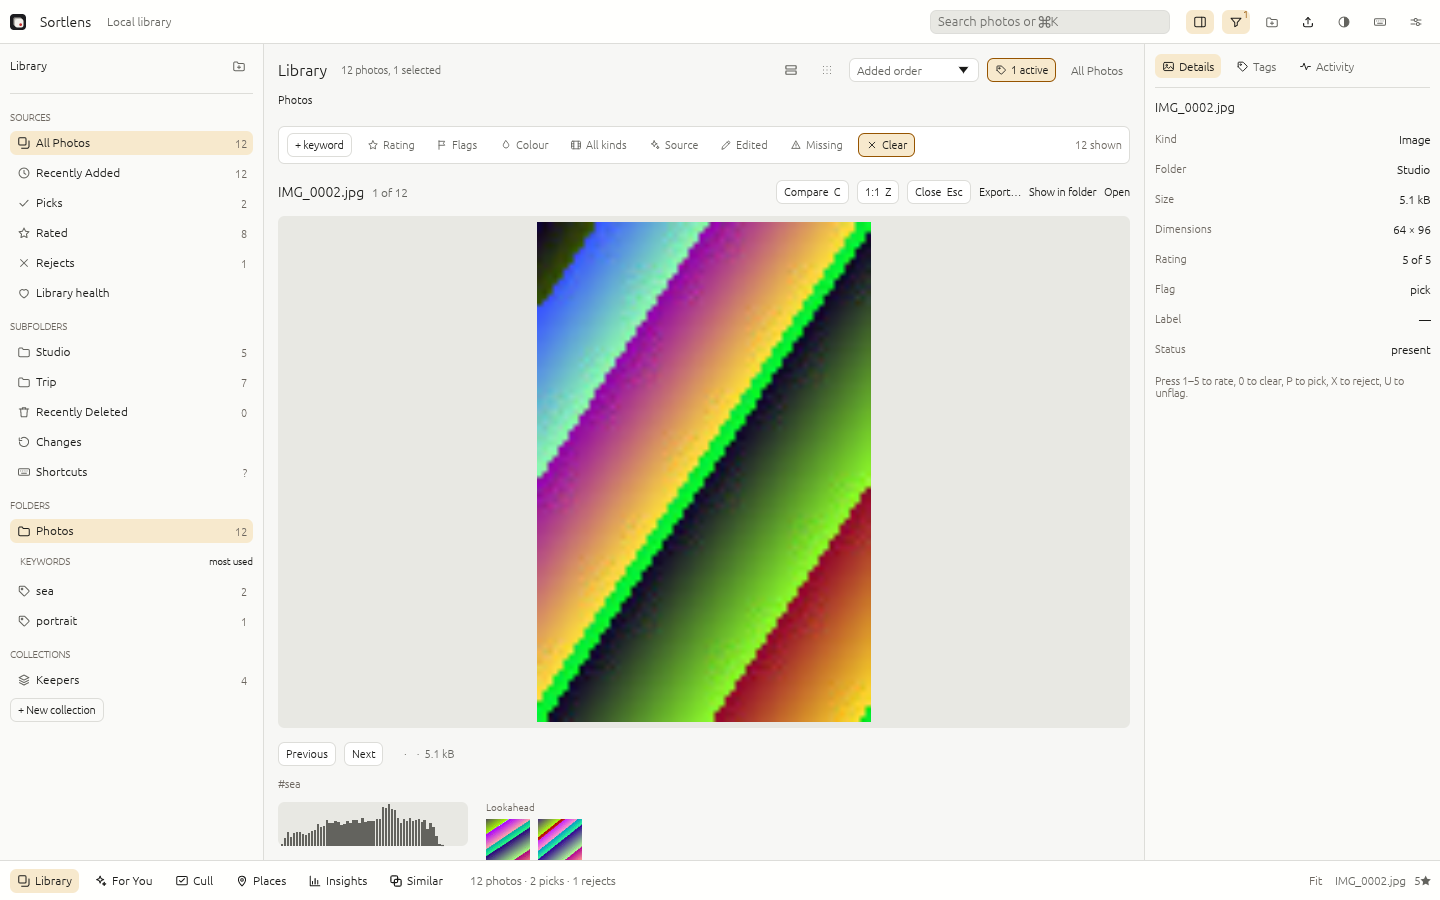 Sortlens Local library Search photos or ⌘K 1
Library
SOURCES
All Photos 12
Recently Added 12
Picks 2
Rated 8
Rejects 1
Library health
SUBFOLDERS
Studio 5
Trip 7
Recently Deleted 0
Changes
Shortcuts ?
FOLDERS
Photos 12
KEYWORDS most used
sea 2
portrait 1
COLLECTIONS
Keepers 4
+ New collection
Library 12 photos, 1 selected Added order 1 active All Photos
Photos
+ keyword Rating Flags Colour All kinds Source Edited Missing Clear 12 shown
IMG_0002.jpg 1 of 12 Compare C 1:1 Z Close Esc Export… Show in folder Open
Previous Next · · 5.1 kB
#sea
Lookahead
Details Tags Activity
IMG_0002.jpg
Kind Image
Folder Studio
Size 5.1 kB
Dimensions 64 × 96
Rating 5 of 5
Flag pick
Label —
Status present
Press 1–5 to rate, 0 to clear, P to pick, X to reject, U to
unflag.
Library For You Cull Places Insights Similar 12 photos · 2 picks · 1 rejects Fit IMG_0002.jpg 5★